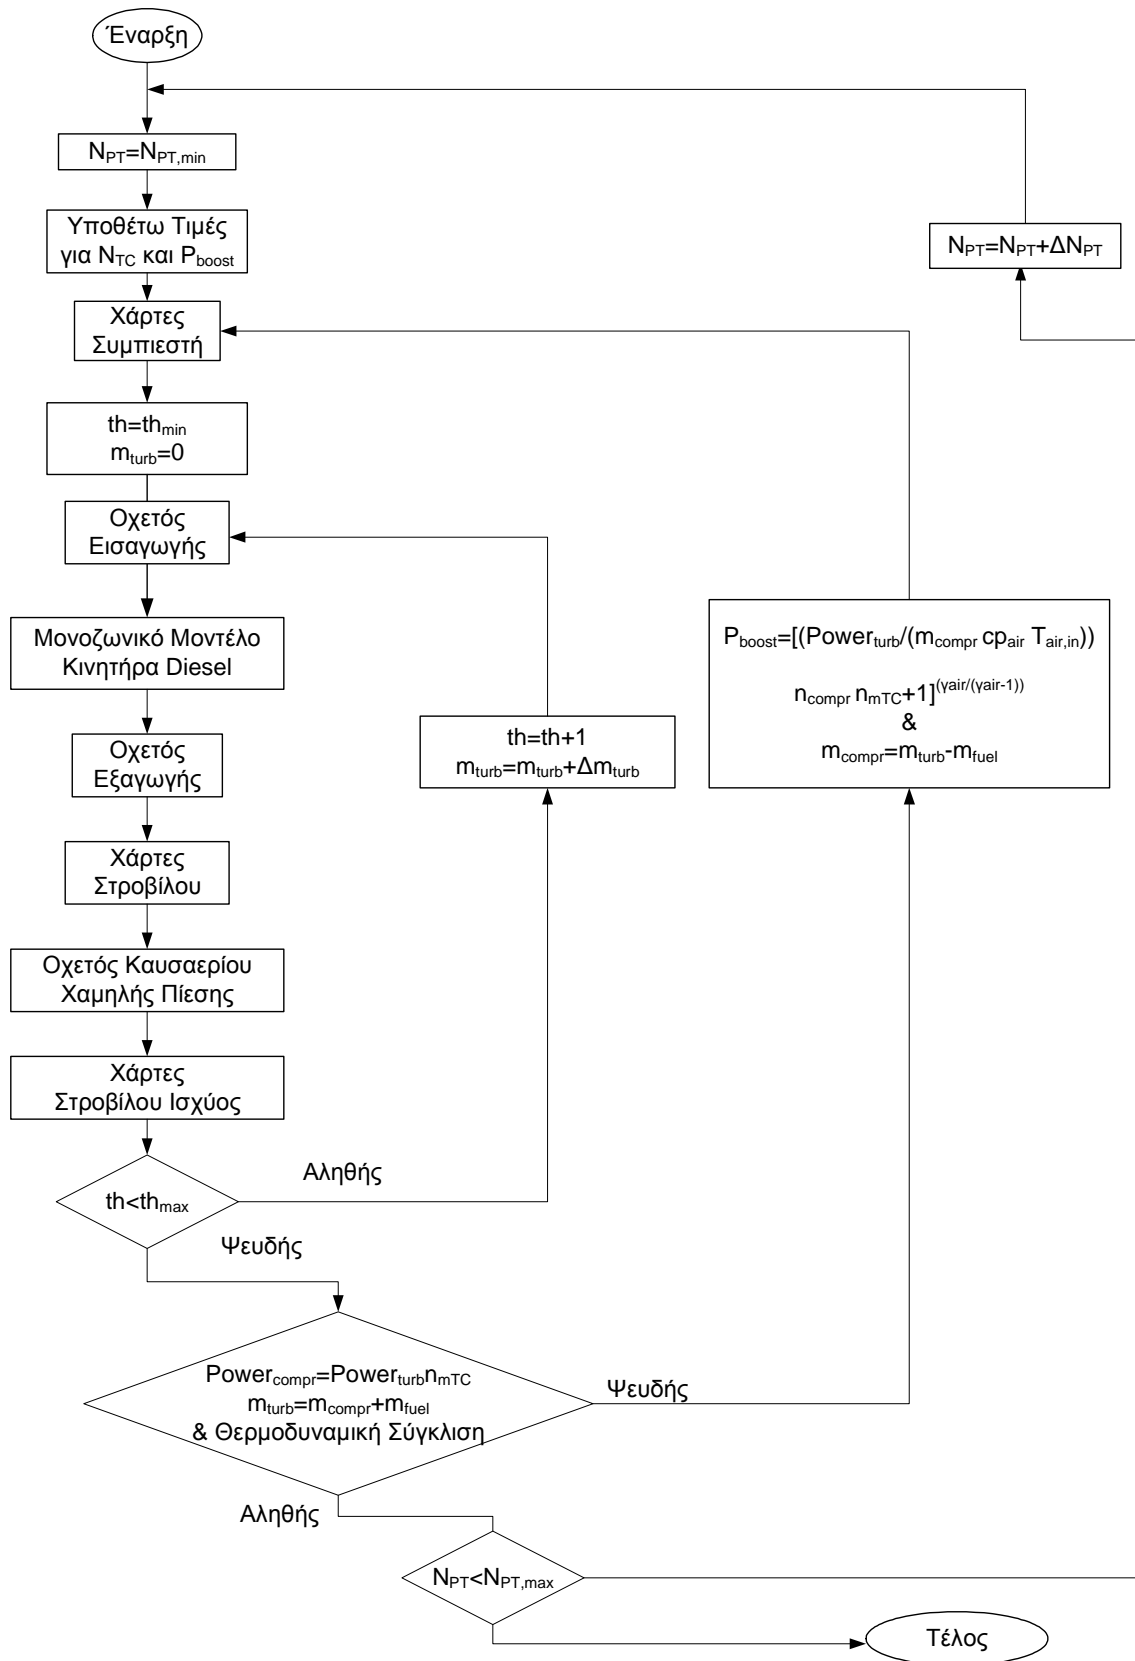 Έναρξη
N_PT=N_PT,min
Υποθέτω Τιμές
για N_TC και P_boost
N_PT=N_PT+ΔN_PT
Χάρτες
Συμπιεστή
th=th_min
m_turb=0
Οχετός
Εισαγωγής
Μονοζωνικό Μοντέλο
Κινητήρα Diesel
P_boost=[(Power_turb/(m_compr cp_air T_air,in))
n_compr n_mTC+1]^(γair/(γair-1))
&
m_compr=m_turb-m_fuel
th=th+1
m_turb=m_turb+Δm_turb
Οχετός
Εξαγωγής
Χάρτες
Στροβίλου
Οχετός Καυσαερίου
Χαμηλής Πίεσης
Χάρτες
Στροβίλου Ισχύος
Αληθής
th<th_max
Ψευδής
Power_compr=Power_turb n_mTC
m_turb=m_compr+m_fuel
& Θερμοδυναμική Σύγκλιση
Ψευδής
Αληθής
N_PT<N_PT,max
Τέλος